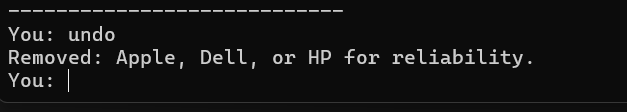 ----------------------------
You: undo
Removed: Apple, Dell, or HP for reliability.
You: